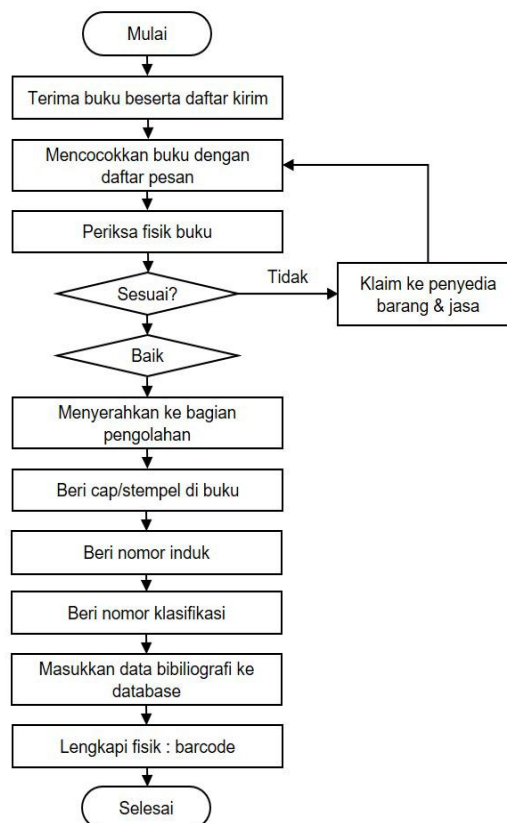 Mulai
Terima buku beserta daftar kirim
Mencocokkan buku dengan
daftar pesan
Periksa fisik buku
Sesuai?
Tidak
Klaim ke penyedia
barang & jasa
Baik
Menyerahkan ke bagian
pengolahan
Beri cap/stempel di buku
Beri nomor induk
Beri nomor klasifikasi
Masukkan data bibiliografi ke
database
Lengkapi fisik : barcode
Selesai